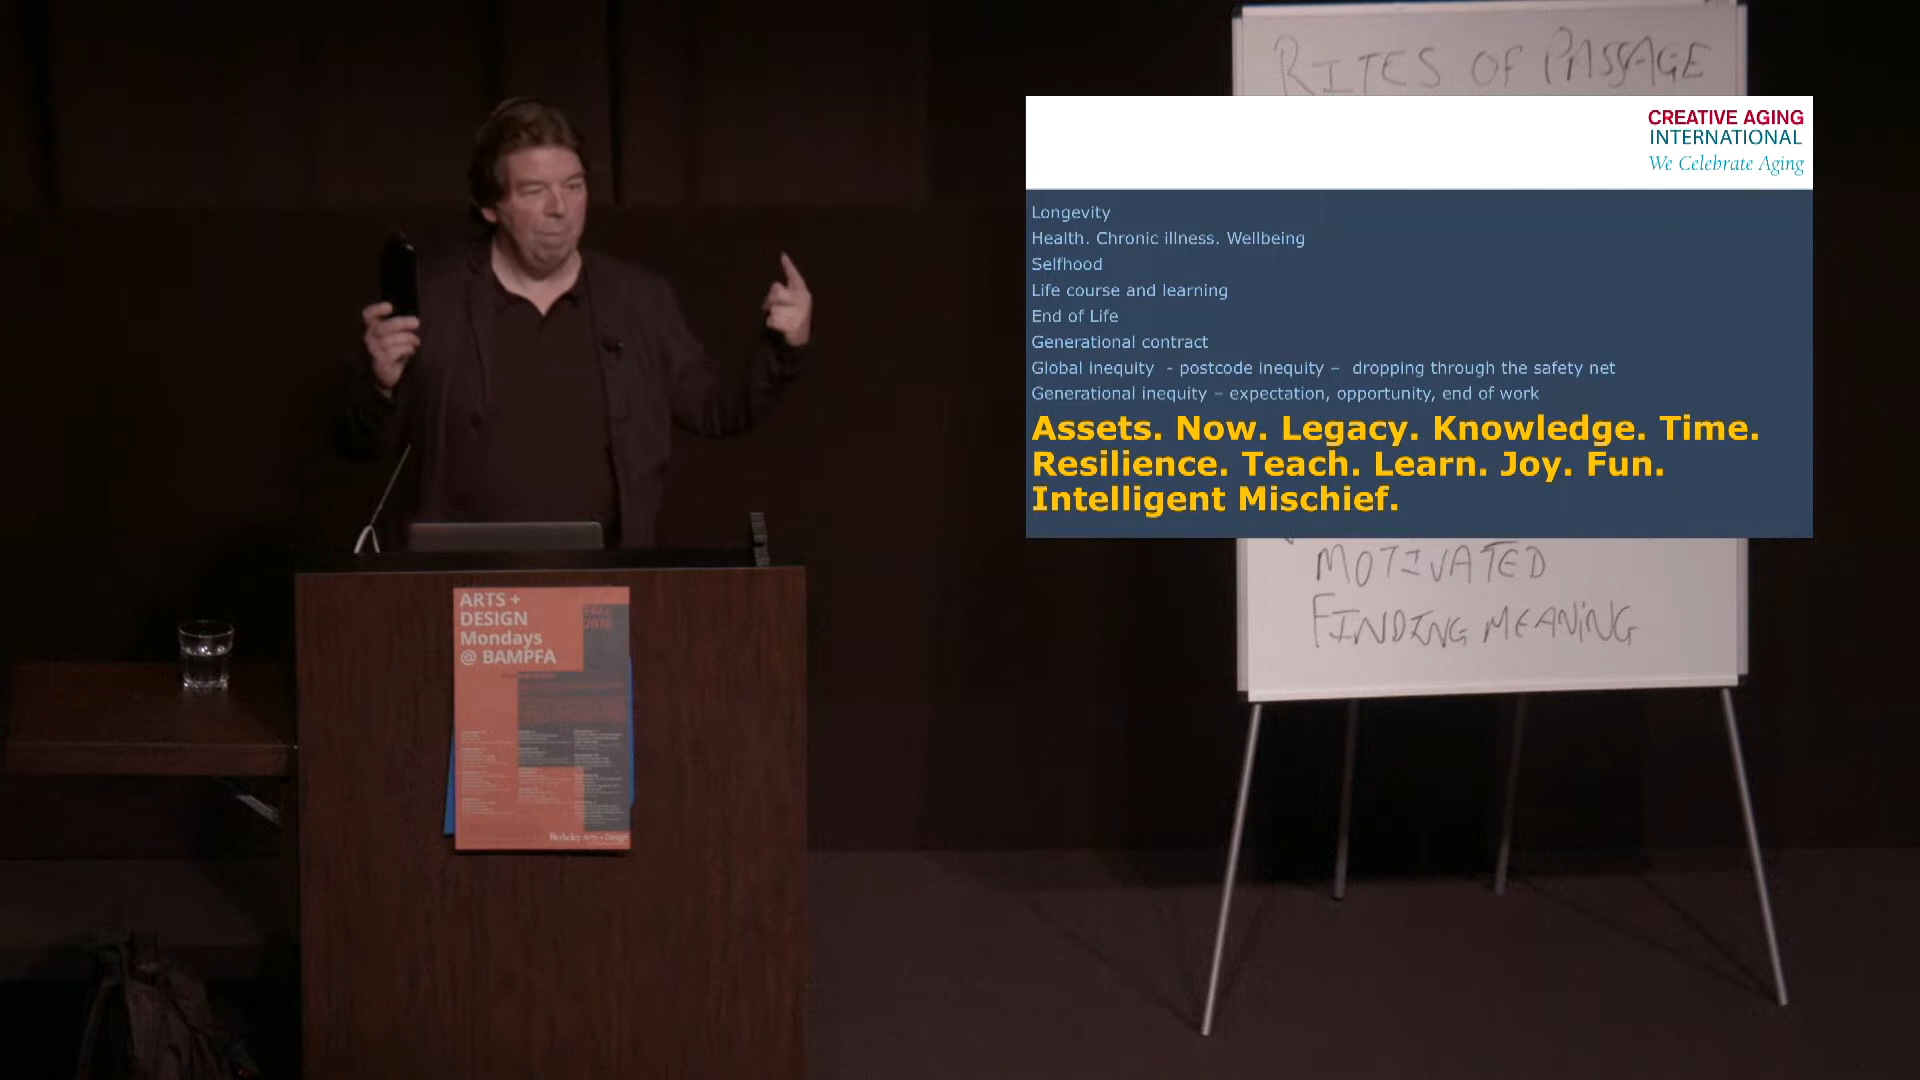 RITES OF PASSAGE
CREATIVE AGING
INTERNATIONAL
We Celebrate Aging
Longevity
Health. Chronic illness. Wellbeing
Selfhood
Life course and learning
End of Life
Generational contract
Global inequity  - postcode inequity –  dropping through the safety net
Generational inequity – expectation, opportunity, end of work
Assets. Now. Legacy. Knowledge. Time.
Resilience. Teach. Learn. Joy. Fun.
Intelligent Mischief.
MOTIVATED
FINDING MEANING
ARTS +
DESIGN
Mondays
@ BAMPFA
Berkeley Arts + Design